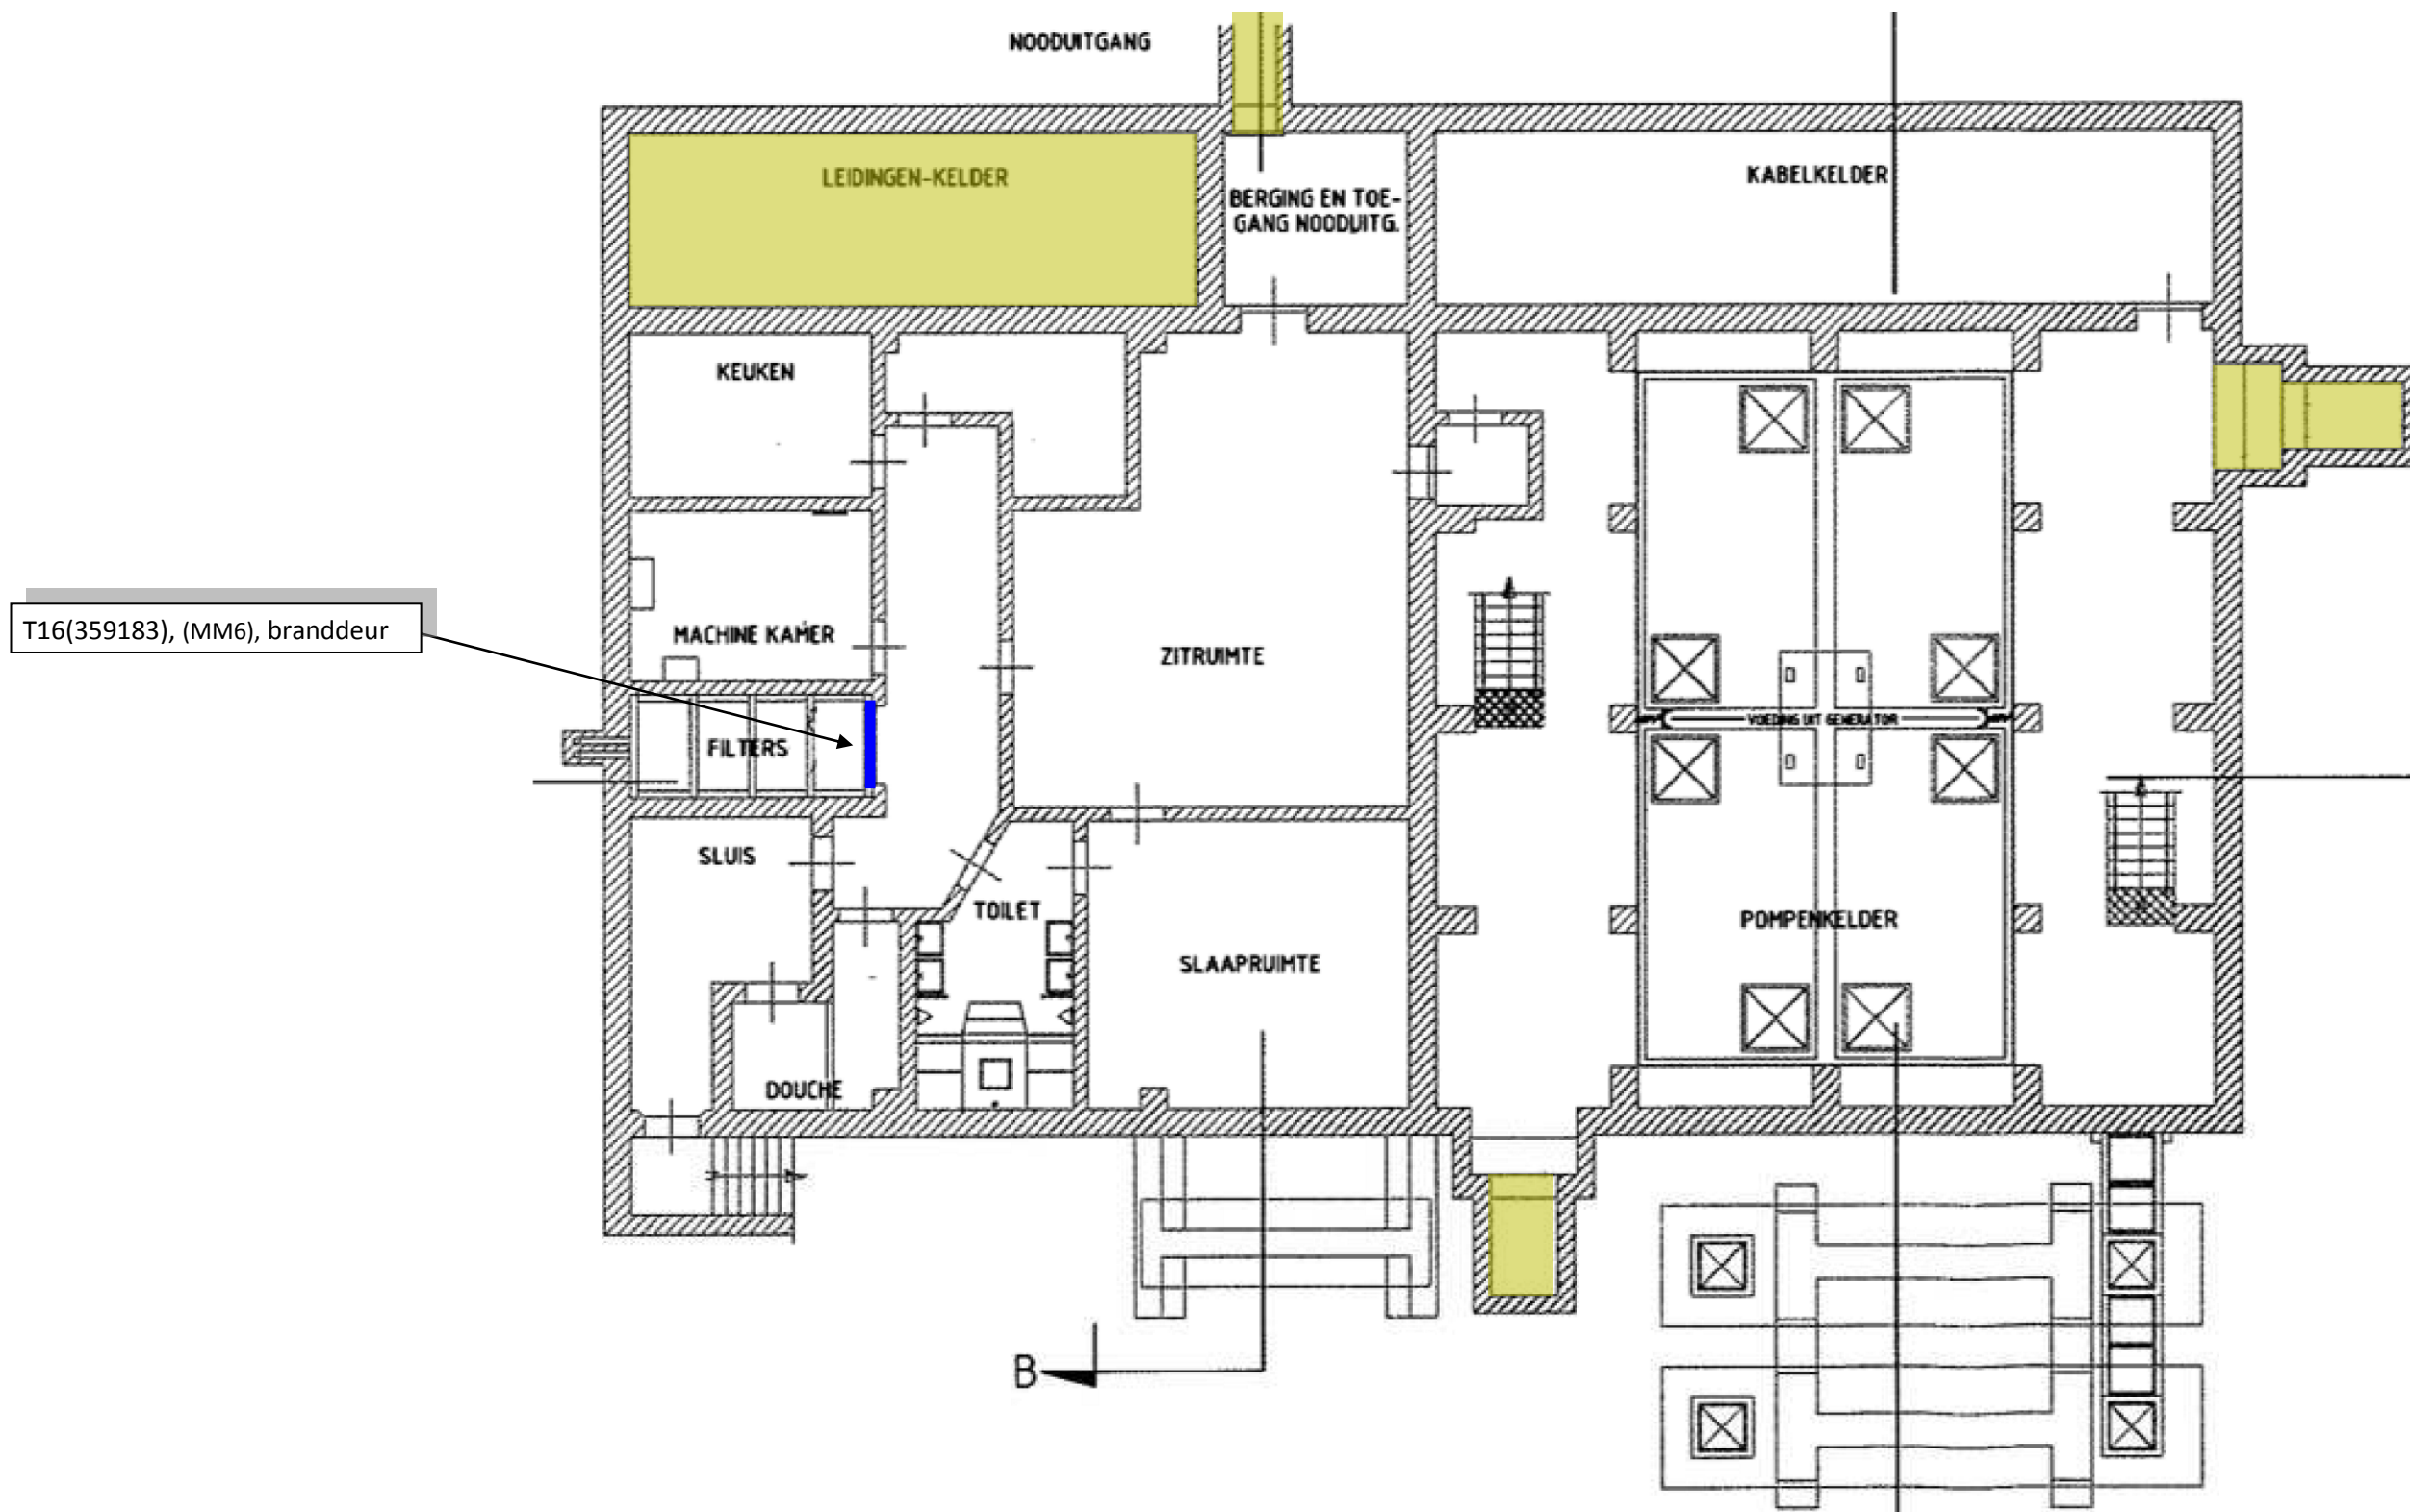 NOODUITGANG
LEIDINGEN-KELDER
BERGING EN TOE-
GANG NOODUITG.
KABELKELDER
KEUKEN
T16(359183), (MM6), branddeur
MACHINE KAMER
ZITRUIMTE
FILTERS
VOEDING UIT GENERATOR
SLUIS
TOILET
SLAAPRUIMTE
POMPENKELDER
DOUCHE
B